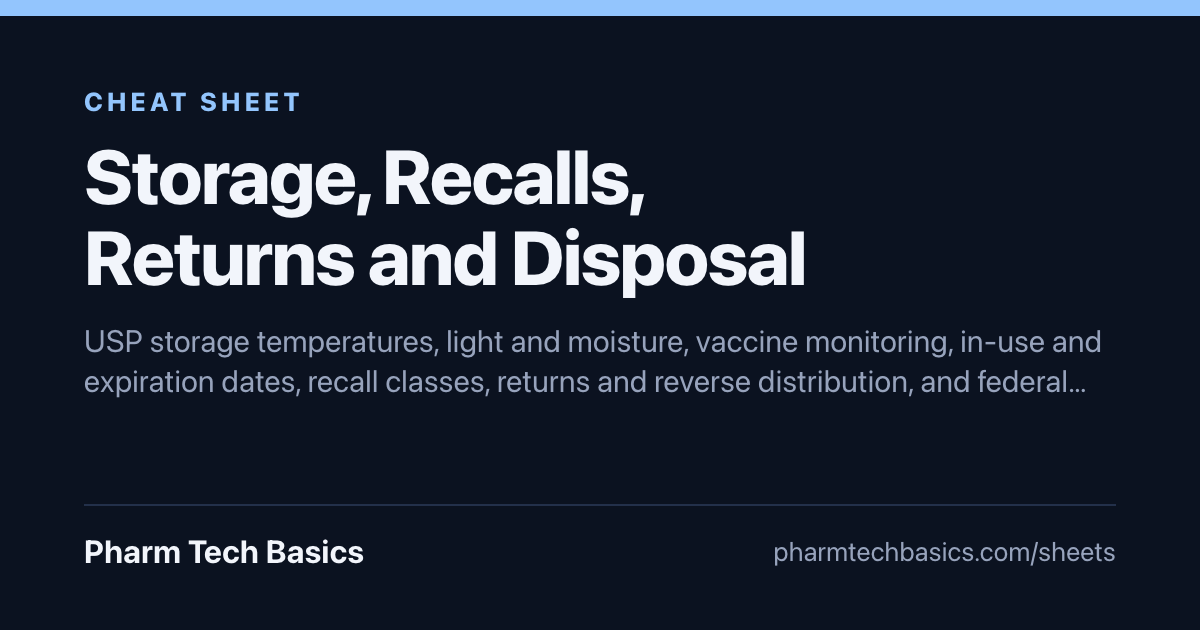 CHEAT SHEET
Storage, Recalls,
Returns and Disposal
USP storage temperatures, light and moisture, vaccine monitoring, in-use and
expiration dates, recall classes, returns and reverse distribution, and federal...
Pharm Tech Basics
pharmtechbasics.com/sheets